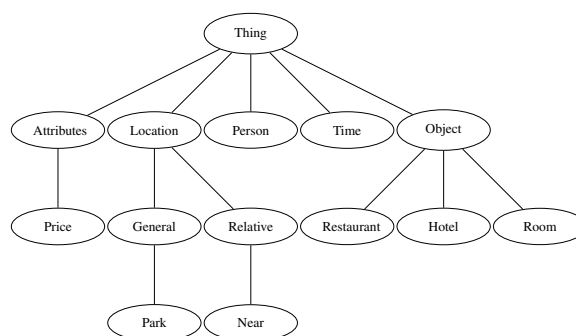 Thing
Attributes Location Person Time Object
Price General Relative Restaurant Hotel Room
Park Near